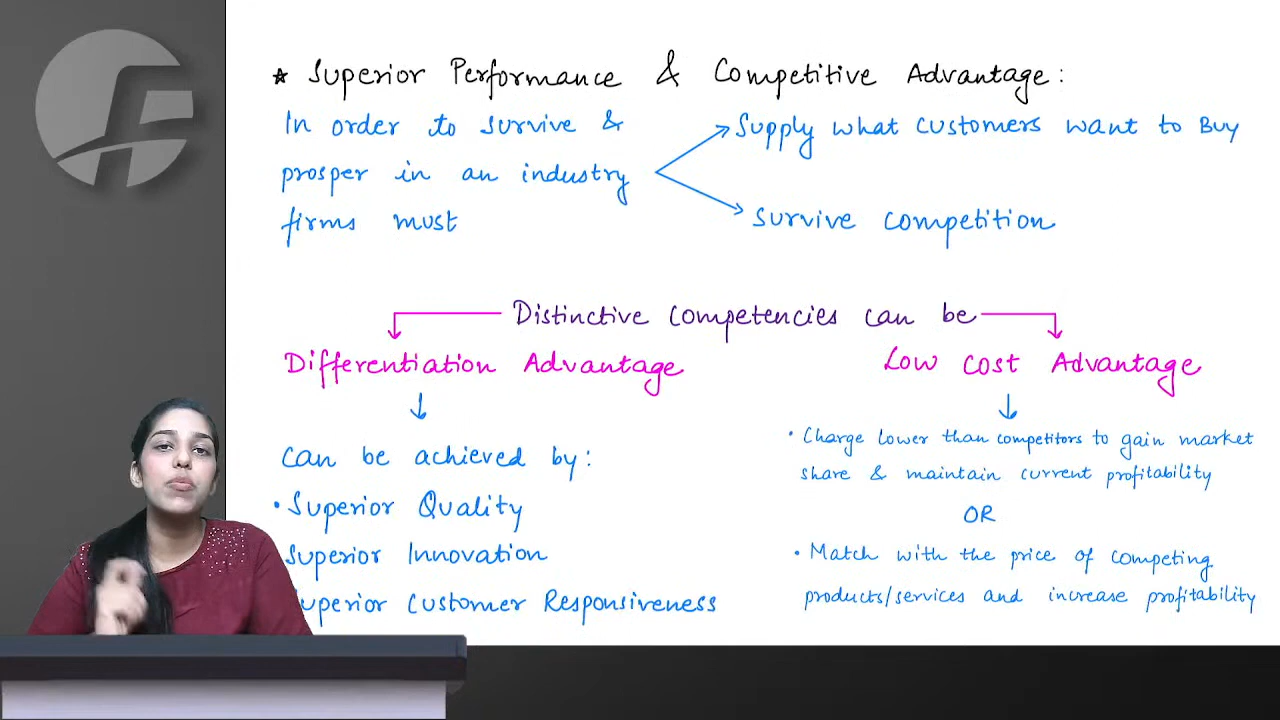 * Superior Performance & Competitive Advantage:
In order to survive &
prosper in an industry
firms must
Supply what customers want to Buy
Survive competition
Distinctive competencies can be
Differentiation Advantage
Can be achieved by:
• Superior Quality
Superior Innovation
Superior Customer Responsiveness
Low Cost Advantage
• Charge lower than competitors to gain market
share & maintain current profitability
OR
• Match with the price of competing
products/services and increase profitability